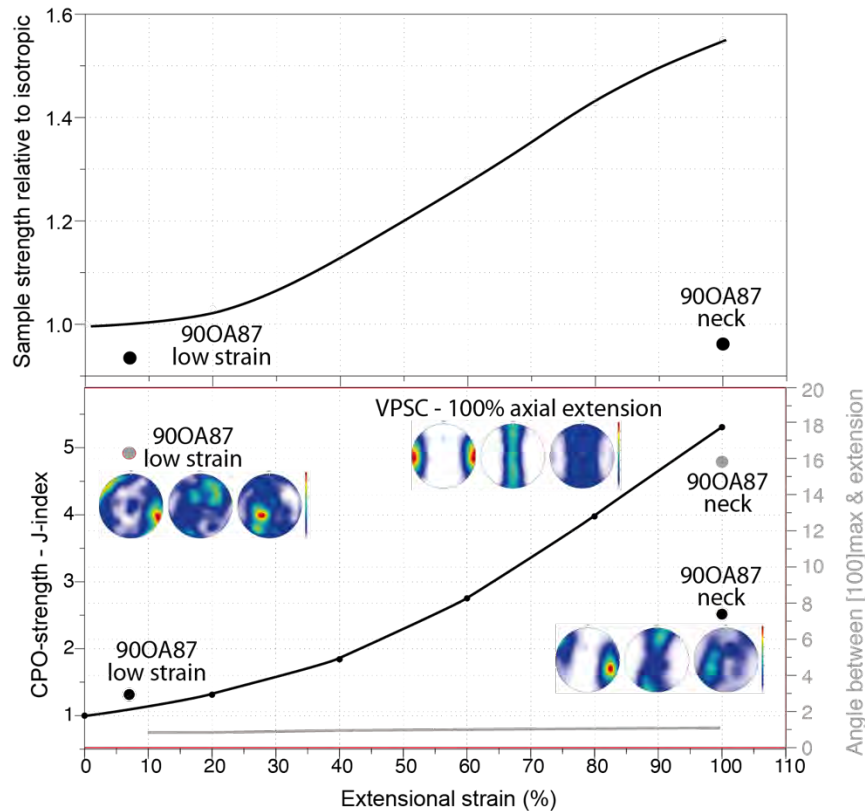 Sample strength relative to isotropic
1.6
1.4
1.2
1.0
90OA87
low strain
90OA87
neck
CPO-strength - J-index
5
4
3
2
1
90OA87
low strain
VPSC - 100% axial extension
90OA87
neck
90OA87
neck
90OA87
low strain
20
18
16
14
12
10
8
6
4
2
0
Angle between [100]max & extension
0
10
20
30
40
50
60
70
80
90
100
110
Extensional strain (%)